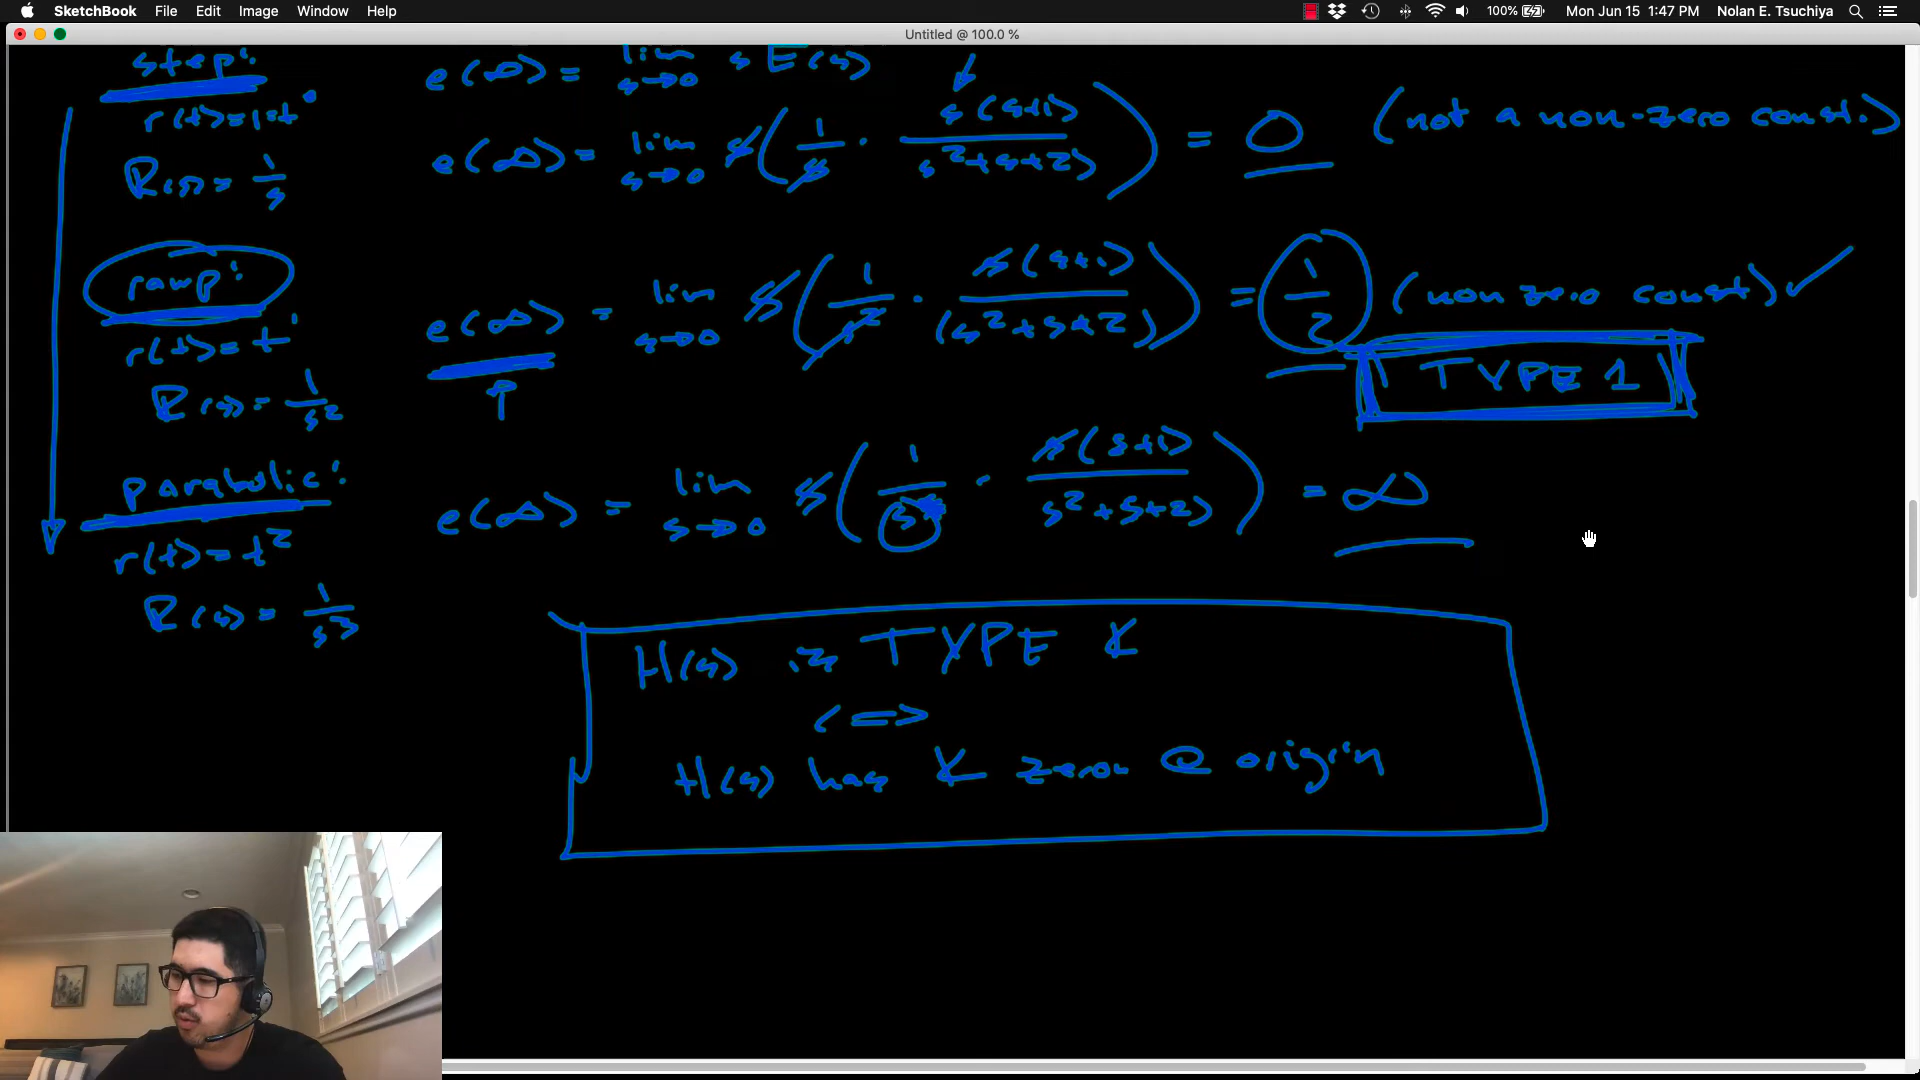 SketchBook File Edit Image Window Help 100% Mon Jun 15 1:47 PM Nolan E. Tsuchiya
Untitled @ 100.0 %
step:
r(t)=1·t°
R(s)= 1/s
e(∞)= lim s→0 s E(s)
e(∞)= lim s→0 s(1/s · s(s+1)/(s²+s+2)) = 0 (not a non-zero const.)
ramp:
r(t)=t'
R(s)= 1/s²
e(∞) = lim s→0 s(1/s² · s(s+1)/(s²+s+2)) = 1/2 (non zero const) ✓
TYPE 1
parabolic:
r(t)=t²
R(s)= 1/s³
e(∞) = lim s→0 s(1/s · s(s+1)/(s²+s+2)) = ∞
H(s) is TYPE K
<=>
H(s) has K zeros @ origin